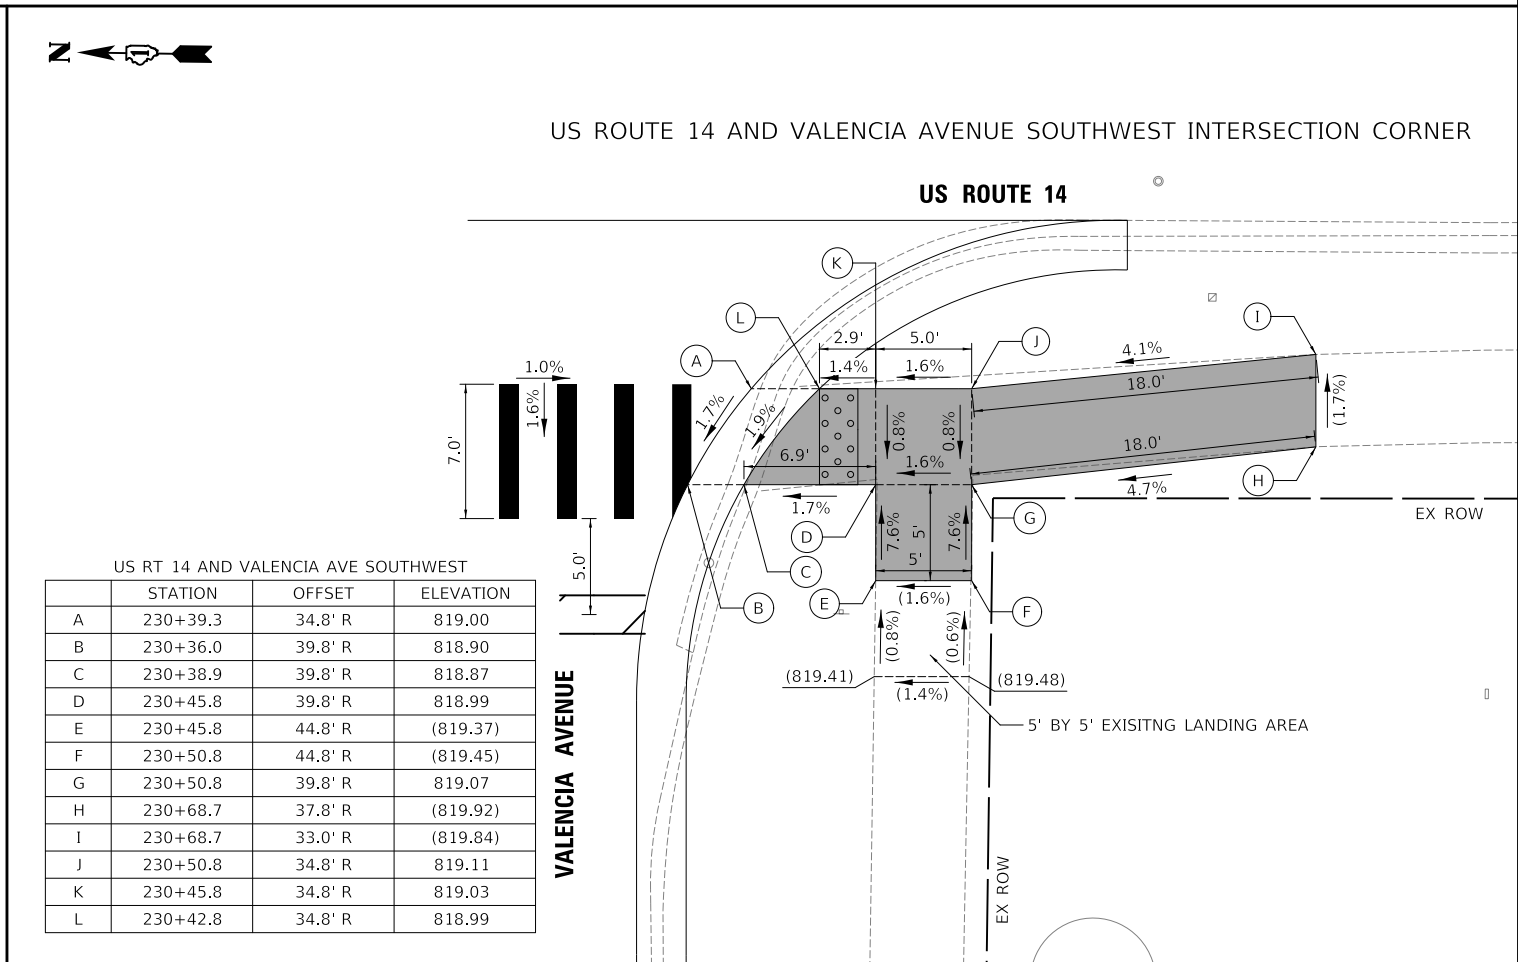 N
1
US ROUTE 14 AND VALENCIA AVENUE SOUTHWEST INTERSECTION CORNER
US ROUTE 14
K
L
I
2.9'
5.0'
J
A
4.1%
1.0%
1.4%
1.6%
18.0'
1.6%
1.7%
1.9%
0.8%
0.8%
(1.7%)
7.0'
6.9'
1.6%
18.0'
4.7%
H
1.7%
G
EX ROW
D
7.6%
5'
7.6%
5'
5.0'
C
E
B
(1.6%)
F
(0.8%)
(0.6%)
(819.41)
(819.48)
(1.4%)
5' BY 5' EXISITNG LANDING AREA
VALENCIA AVENUE
EX ROW
US RT 14 AND VALENCIA AVE SOUTHWEST
STATION OFFSET ELEVATION
A 230+39.3 34.8' R 819.00
B 230+36.0 39.8' R 818.90
C 230+38.9 39.8' R 818.87
D 230+45.8 39.8' R 818.99
E 230+45.8 44.8' R (819.37)
F 230+50.8 44.8' R (819.45)
G 230+50.8 39.8' R 819.07
H 230+68.7 37.8' R (819.92)
I 230+68.7 33.0' R (819.84)
J 230+50.8 34.8' R 819.11
K 230+45.8 34.8' R 819.03
L 230+42.8 34.8' R 818.99